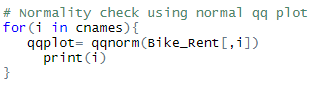 # Normality check using normal qq plot
for(i in cnames){
qqplot= qqnorm(Bike_Rent[,i])
print(i)
}